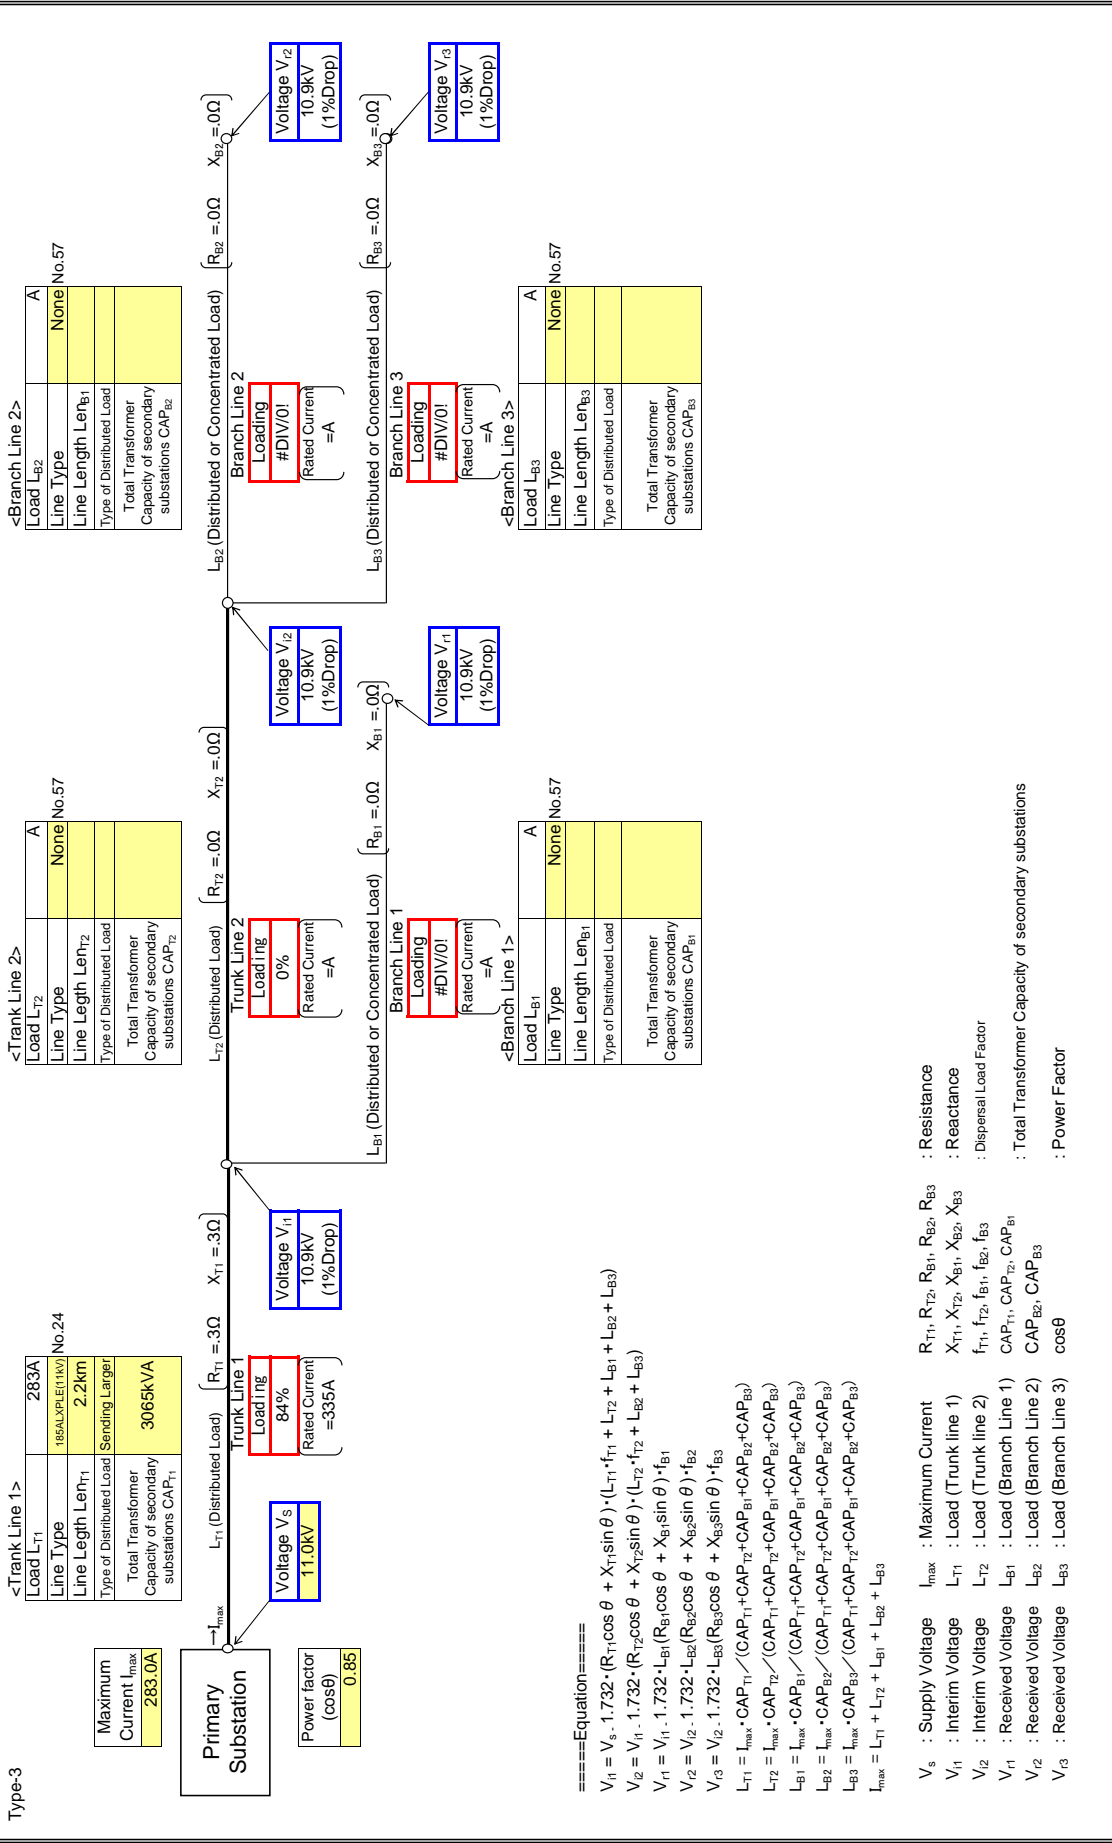 Type-3
Maximum
Current Imax
283.0A
Primary
Substation
→Imax
Power factor
(cosθ)
0.85
Voltage VS
11.0kV
<Trank Line 1>
Load LT1 283A
Line Type 185ALXPLE(11kV) No.24
Line Legth LenT1 2.2km
Type of Distributed Load Sending Larger
Total Transformer
Capacity of secondary
substations CAPT1
3065kVA
LT1 (Distributed Load) RT1 =.3Ω XT1 =.3Ω
Trunk Line 1
Loading
84%
Rated Current
=335A
Voltage Vi1
10.9kV
(1%Drop)
<Trank Line 2>
Load LT2 A
Line Type None No.57
Line Length LenT2
Type of Distributed Load
Total Transformer
Capacity of secondary
substations CAPT2
LT2 (Distributed Load) RT2 =.0Ω XT2 =.0Ω
Trunk Line 2
Loading
0%
Rated Current
=A
Voltage Vi2
10.9kV
(1%Drop)
LB1 (Distributed or Concentrated Load) RB1 =.0Ω XB1 =.0Ω
Branch Line 1
Loading
#DIV/0!
Rated Current
=A
Voltage Vr1
10.9kV
(1%Drop)
<Branch Line 1>
Load LB1 A
Line Type None No.57
Line Length LenB1
Type of Distributed Load
Total Transformer
Capacity of secondary
substations CAPB1
<Branch Line 2>
Load LB2 A
Line Type None No.57
Line Length LenB1
Type of Distributed Load
Total Transformer
Capacity of secondary
substations CAPB2
LB2 (Distributed or Concentrated Load) RB2 =.0Ω XB2 =.0Ω
Branch Line 2
Loading
#DIV/0!
Rated Current
=A
Voltage Vr2
10.9kV
(1%Drop)
LB3 (Distributed or Concentrated Load) RB3 =.0Ω XB3 =.0Ω
Branch Line 3
Loading
#DIV/0!
Rated Current
=A
Voltage Vr3
10.9kV
(1%Drop)
<Branch Line 3>
Load LB3 A
Line Type None No.57
Line Length LenB3
Type of Distributed Load
Total Transformer
Capacity of secondary
substations CAPB3
=====Equation=====
Vi1 = Vs - 1.732・(RT1cos θ + XT1sin θ)・(LT1・fT1 + LT2 + LB1 + LB2 + LB3)
Vi2 = Vi1 - 1.732・(RT2cos θ + XT2sin θ)・(LT2・fT2 + LB2 + LB3)
Vr1 = Vi1 - 1.732・LB1(RB1cos θ + XB1sin θ)・fB1
Vr2 = Vi2 - 1.732・LB2(RB2cos θ + XB2sin θ)・fB2
Vr3 = Vi2 - 1.732・LB3(RB3cos θ + XB3sin θ)・fB3
LT1 = Imax・CAPT1／(CAPT1+CAPT2+CAPB1+CAPB2+CAPB3)
LT2 = Imax・CAPT2／(CAPT1+CAPT2+CAPB1+CAPB2+CAPB3)
LB1 = Imax・CAPB1／(CAPT1+CAPT2+CAPB1+CAPB2+CAPB3)
LB2 = Imax・CAPB2／(CAPT1+CAPT2+CAPB1+CAPB2+CAPB3)
LB3 = Imax・CAPB3／(CAPT1+CAPT2+CAPB1+CAPB2+CAPB3)
Imax = LT1 + LT2 + LB1 + LB2 + LB3
Vs : Supply Voltage Imax : Maximum Current RT1, RT2, RB1, RB2, RB3 : Resistance
Vi1 : Interim Voltage LT1 : Load (Trunk line 1) XT1, XT2, XB1, XB2, XB3 : Reactance
Vi2 : Interim Voltage LT2 : Load (Trunk line 2) fT1, fT2, fB1, fB2, fB3 : Dispersal Load Factor
Vr1 : Received Voltage LB1 : Load (Branch Line 1) CAPT1, CAPT2, CAPB1 : Total Transformer Capacity of secondary substations
Vr2 : Received Voltage LB2 : Load (Branch Line 2) CAPB2, CAPB3
Vr3 : Received Voltage LB3 : Load (Branch Line 3) cosθ : Power Factor